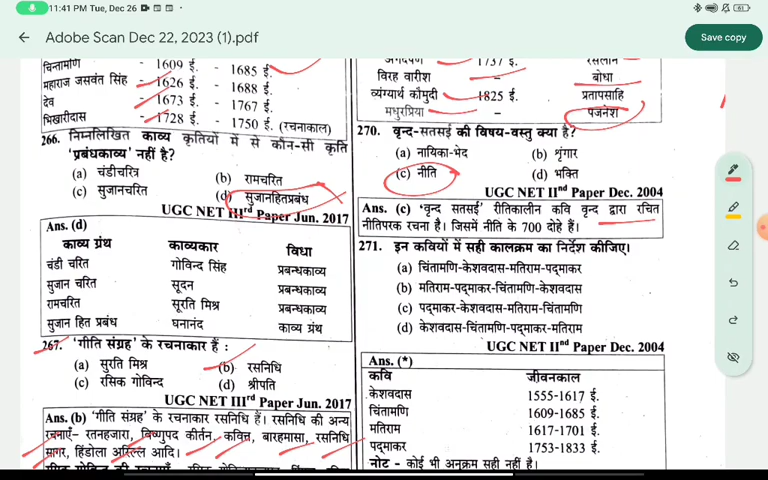 11:41 PM Tue, Dec 26
61
Adobe Scan Dec 22, 2023 (1).pdf
Save copy
चिन्तामणि - 1609 ई. - 1685 ई.
महाराज जसवंत सिंह - 1626 ई. - 1688 ई.
देव - 1673 ई. - 1767 ई.
भिखारीदास - 1728 ई. - 1750 ई. (रचनाकाल)
266. निम्नलिखित काव्य कृतियों में से कौन-सी कृति
'प्रबंधकाव्य' नहीं है?
(a) चंडीचरित (b) रामचरित
(c) सुजानचरित (d) सुजानहितप्रबंध
UGC NET IIIrd Paper Jun. 2017
Ans. (d)
काव्य ग्रंथ काव्यकार विधा
चंडी चरित गोविन्द सिंह प्रबन्धकाव्य
सुजान चरित सूदन प्रबन्धकाव्य
रामचरित सूरति मिश्र प्रबन्धकाव्य
सुजान हित प्रबंध घनानंद काव्य ग्रंथ
267. 'गीति संग्रह' के रचनाकार हैं :
(a) सुरति मिश्र (b) रसनिधि
(c) रसिक गोविन्द (d) श्रीपति
UGC NET IIIrd Paper Jun. 2017
Ans. (b) 'गीति संग्रह' के रचनाकार रसनिधि हैं। रसनिधि की अन्य
रचनाएँ– रतनहजारा, विष्णुपद कीर्तन, कवित्त, बारहमासा, रसनिधि
सागर, हिंडोला अरिल्ल आदि।
1737 ई. रसलीन
विरह वारीश बोधा
व्यंग्यार्थ कौमुदी 1825 ई. प्रतापसाहि
मधुरप्रिया पजनेश
270. वृन्द-सतसई की विषय-वस्तु क्या है?
(a) नायिका-भेद (b) शृंगार
(c) नीति (d) भक्ति
UGC NET IInd Paper Dec. 2004
Ans. (c) 'वृन्द सतसई' रीतिकालीन कवि वृन्द द्वारा रचित
नीतिपरक रचना है। जिसमें नीति के 700 दोहे हैं।
271. इन कवियों में सही कालक्रम का निर्देश कीजिए।
(a) चिंतामणि-केशवदास-मतिराम-पद्माकर
(b) मतिराम-पद्माकर-चिंतामणि-केशवदास
(c) पद्माकर-केशवदास-मतिराम-चिंतामणि
(d) केशवदास-चिंतामणि-पद्माकर-मतिराम
UGC NET IInd Paper Dec. 2004
Ans. (*)
कवि जीवनकाल
केशवदास 1555-1617 ई.
चिंतामणि 1609-1685 ई.
मतिराम 1617-1701 ई.
पद्माकर 1753-1833 ई.
नोट - कोई भी अनुक्रम सही नहीं है।